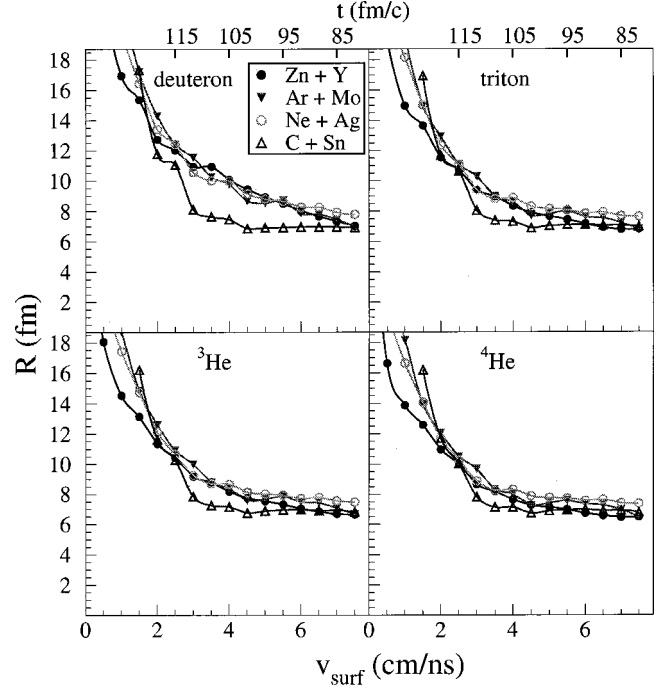 t (fm/c)
115 105 95 85 115 105 95 85
18
deuteron
Zn + Y
triton
16
Ar + Mo
14
Ne + Ag
C + Sn
12
10
8
6
4
2
R (fm)
³He
⁴He
16
14
12
10
8
6
4
2
0 2 4 6 0 2 4 6 8
v_surf (cm/ns)